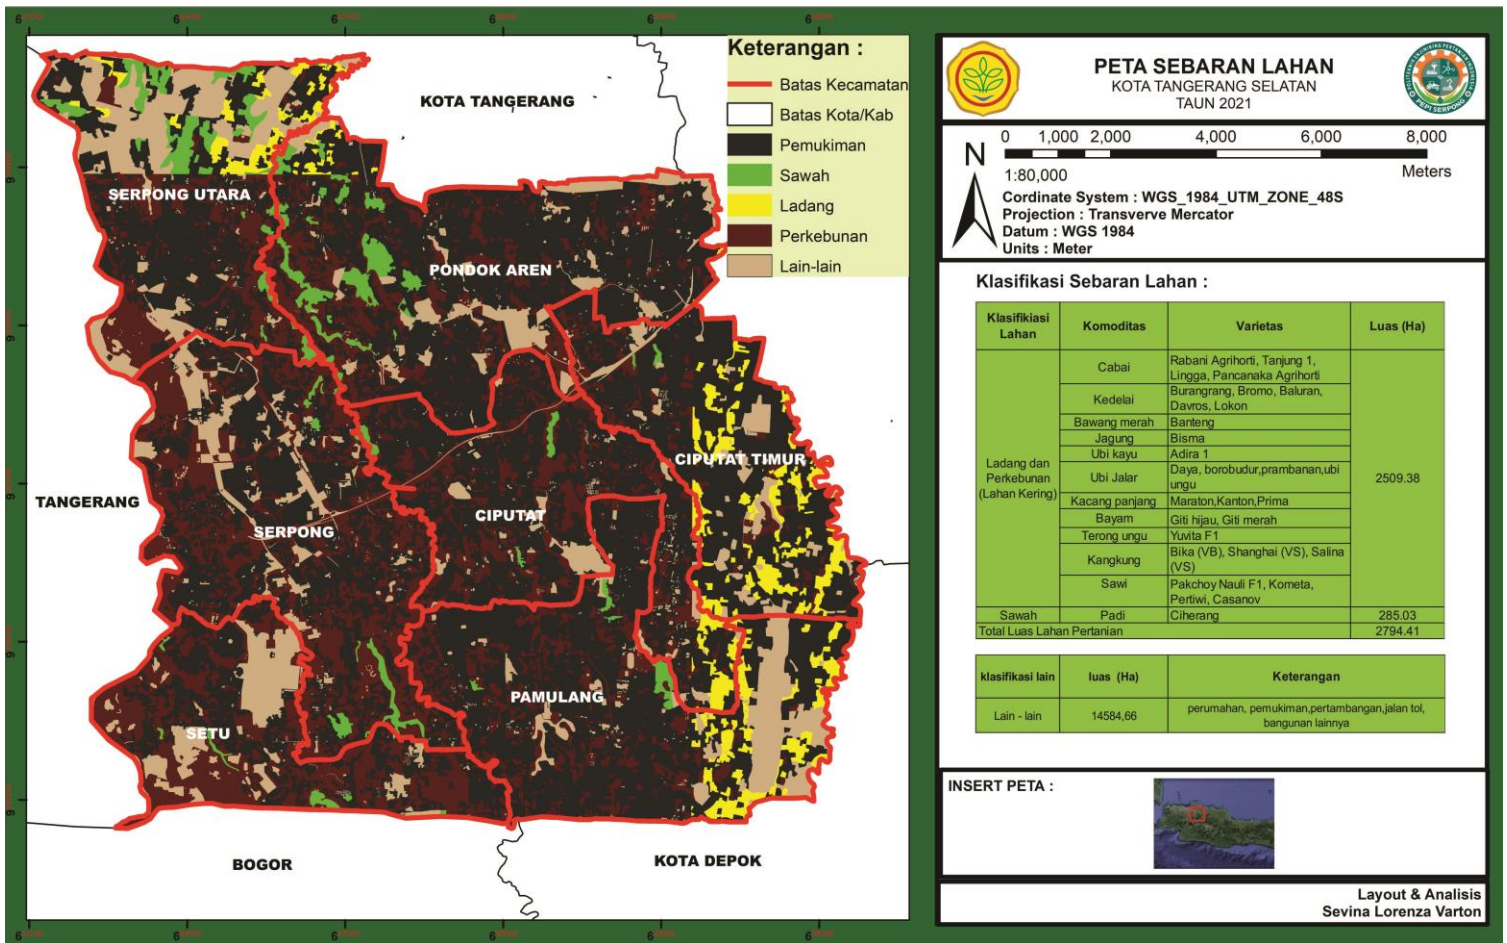 Keterangan :
Batas Kecamatan
Batas Kota/Kab
Pemukiman
Sawah
Ladang
Perkebunan
Lain-lain
KOTA TANGERANG
SERPONG UTARA
PONDOK AREN
CIPUTAT TIMUR
TANGERANG
SERPONG
CIPUTAT
PAMULANG
SETU
BOGOR
KOTA DEPOK
PETA SEBARAN LAHAN
KOTA TANGERANG SELATAN
TAUN 2021
PEPI SERPONG
N
0 1,000 2,000 4,000 6,000 8,000
Meters
1:80,000
Cordinate System : WGS_1984_UTM_ZONE_48S
Projection : Transverve Mercator
Datum : WGS 1984
Units : Meter
Klasifikasi Sebaran Lahan :
Klasifikiasi Lahan Komoditas Varietas Luas (Ha)
Ladang dan
Perkebunan
(Lahan Kering)
Cabai
Rabani Agrihorti, Tanjung 1,
Lingga, Pancanaka Agrihorti
Kedelai
Burangrang, Bromo, Baluran,
Davros, Lokon
Bawang merah Banteng
Jagung Bisma
Ubi kayu Adira 1
Ubi Jalar
Daya, borobudur,prambanan,ubi
ungu
Kacang panjang Maraton,Kanton,Prima
Bayam Giti hijau, Giti merah
Terong ungu Yuvita F1
Kangkung
Bika (VB), Shanghai (VS), Salina
(VS)
Sawi
Pakchoy Nauli F1, Kometa,
Pertiwi, Casanov
2509.38
Sawah Padi Ciherang 285.03
Total Luas Lahan Pertanian 2794.41
klasifikasi lain luas (Ha) Keterangan
Lain - lain 14584,66 perumahan, pemukiman,pertambangan,jalan tol,
bangunan lainnya
INSERT PETA :
Layout & Analisis
Sevina Lorenza Varton